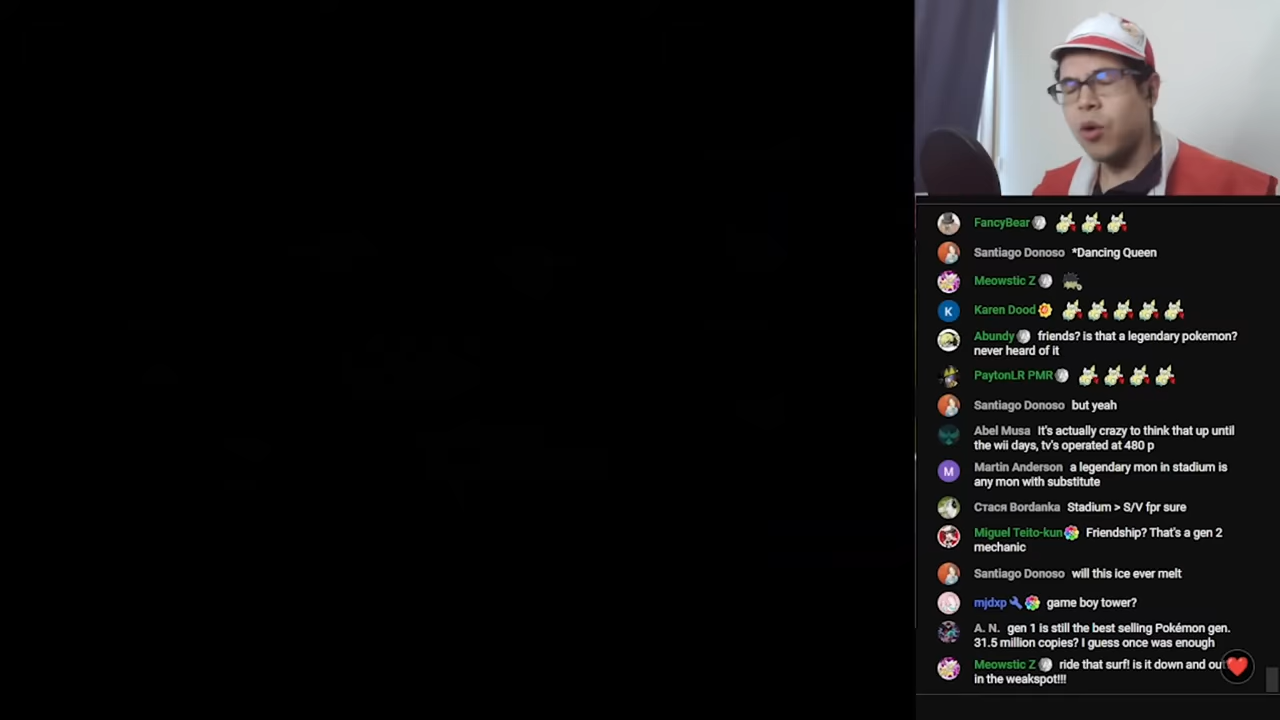 FancyBear
Santiago Donoso *Dancing Queen
Meowstic Z
K Karen Dood
Abundy friends? is that a legendary pokemon?
never heard of it
PaytonLR PMR
Santiago Donoso but yeah
Abel Musa It's actually crazy to think that up until
the wii days, tv's operated at 480 p
M Martin Anderson a legendary mon in stadium is
any mon with substitute
Стася Bordanka Stadium > S/V fpr sure
Miguel Teito-kun Friendship? That's a gen 2
mechanic
Santiago Donoso will this ice ever melt
mjdxp game boy tower?
A. N. gen 1 is still the best selling Pokémon gen.
31.5 million copies? I guess once was enough
Meowstic Z ride that surf! is it down and out
in the weakspot!!!